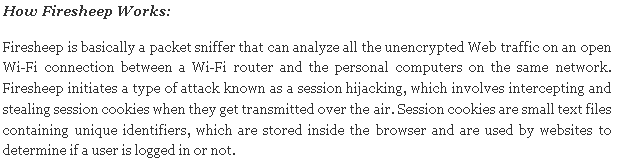 How Firesheep Works:
Firesheep is basically a packet sniffer that can analyze all the unencrypted Web traffic on an open
Wi-Fi connection between a Wi-Fi router and the personal computers on the same network.
Firesheep initiates a type of attack known as a session hijacking, which involves intercepting and
stealing session cookies when they get transmitted over the air. Session cookies are small text files
containing unique identifiers, which are stored inside the browser and are used by websites to
determine if a user is logged in or not.